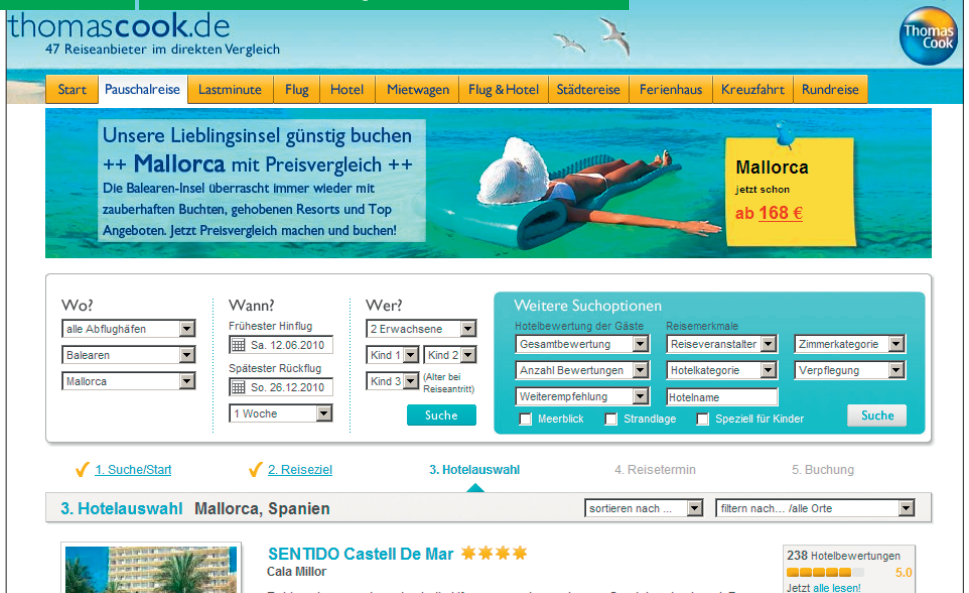 thomascook.de
47 Reiseanbieter im direkten Vergleich
Thomas
Cook
Start Pauschalreise Lastminute Flug Hotel Mietwagen Flug & Hotel Städtereise Ferienhaus Kreuzfahrt Rundreise
Unsere Lieblingsinsel günstig buchen
++ Mallorca mit Preisvergleich ++
Die Balearen-Insel überrascht immer wieder mit
zauberhaften Buchten, gehobenen Resorts und Top
Angeboten. Jetzt Preisvergleich machen und buchen!
Mallorca
jetzt schon
ab 168 €
Wo?
alle Abflughäfen
Balearen
Mallorca
Wann?
Frühester Hinflug
Sa. 12.06.2010
Spätester Rückflug
So. 26.12.2010
1 Woche
Wer?
2 Erwachsene
Kind 1 Kind 2
Kind 3 (Alter bei
Reiseantritt)
Suche
Weitere Suchoptionen
Hotelbewertung der Gäste Reisemerkmale
Gesamtbewertung Reiseveranstalter Zimmerkategorie
Anzahl Bewertungen Hotelkategorie Verpflegung
Weiterempfehlung Hotelname
Meerblick Strandlage Speziell für Kinder Suche
1. Suche/Start 2. Reiseziel 3. Hotelauswahl 4. Reisetermin 5. Buchung
3. Hotelauswahl Mallorca, Spanien sortieren nach ... filtern nach... /alle Orte
SENTIDO Castell De Mar
Cala Millor
238 Hotelbewertungen
5.0
Jetzt alle lesen!